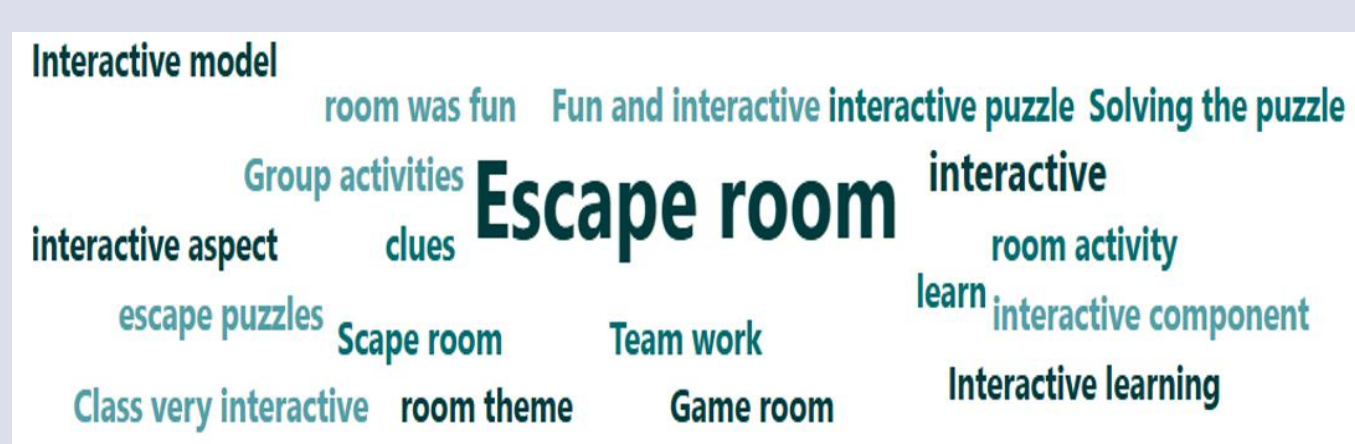 Interactive model
room was fun Fun and interactive interactive puzzle Solving the puzzle
Group activities Escape room interactive
interactive aspect clues room activity
escape puzzles learn interactive component
Scape room Team work
Class very interactive room theme Game room Interactive learning